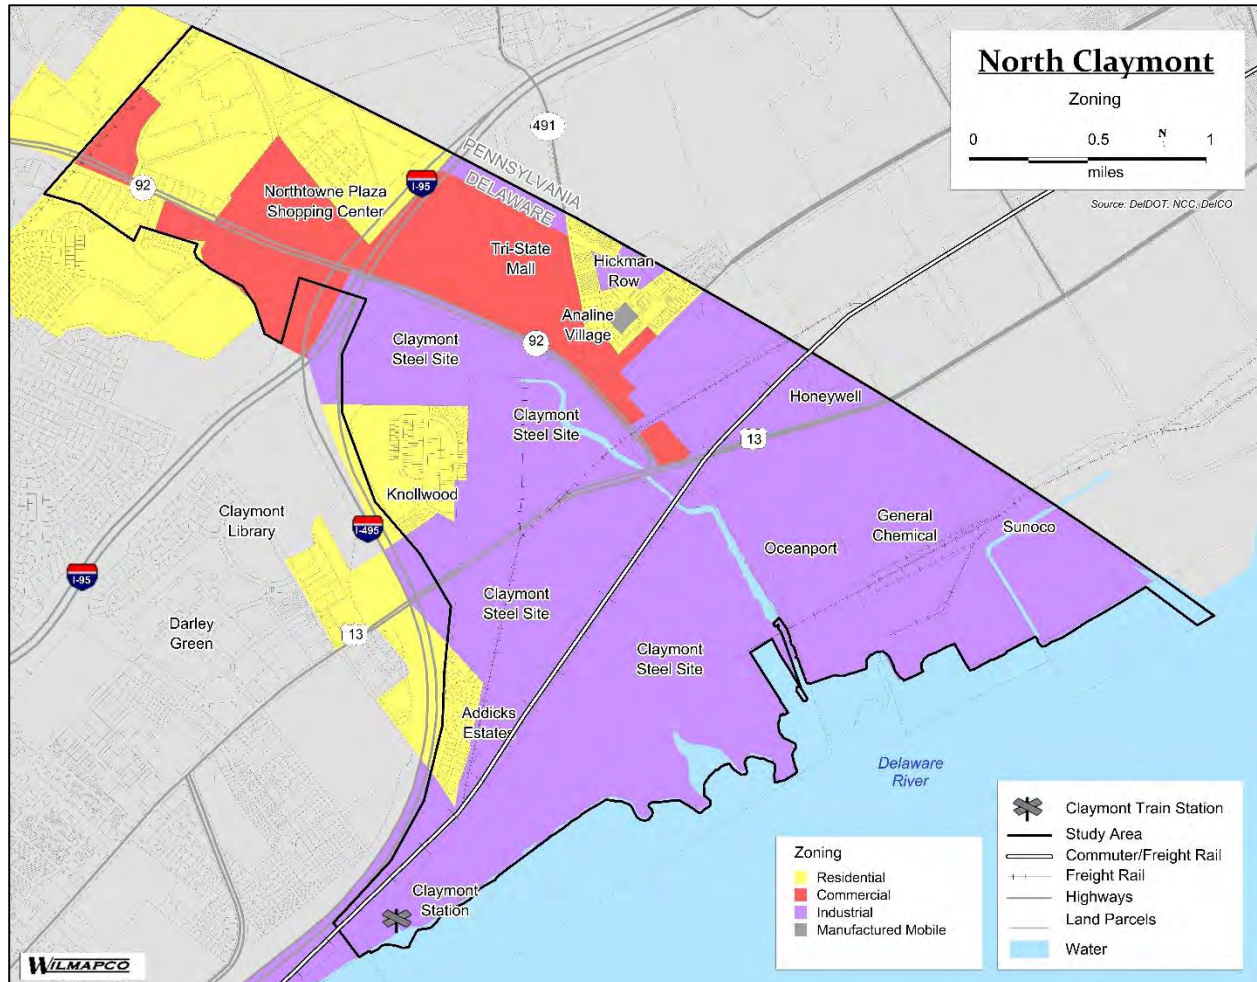 North Claymont
Zoning
0 0.5 1
N
miles
Source: DelDOT, NCC, DelCO
491
PENNSYLVANIA
DELAWARE
I-95
92
Northtowne Plaza
Shopping Center
Tri-State
Mall
Hickman
Row
Analine
Village
92
Claymont
Steel Site
Claymont
Steel Site
Honeywell
13
Knollwood
Claymont
Library
I-495
General
Chemical
Sunoco
Oceanport
I-95
Claymont
Steel Site
Darley
Green
13
Claymont
Steel Site
Addicks
Estates
Delaware
River
Claymont
Station
Zoning
Residential
Commercial
Industrial
Manufactured Mobile
Claymont Train Station
Study Area
Commuter/Freight Rail
Freight Rail
Highways
Land Parcels
Water
WILMAPCO